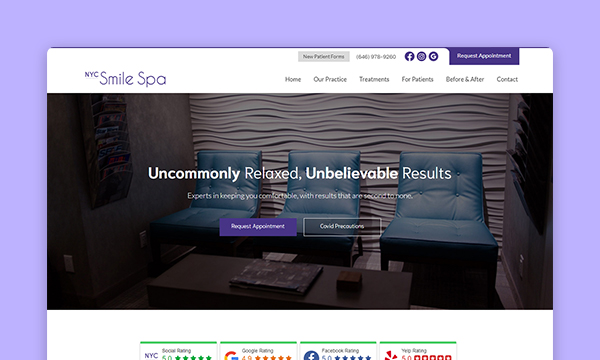 New Patient Forms (646) 978-9260 Request Appointment
NYC Smile Spa
Home Our Practice Treatments For Patients Before & After Contact
Uncommonly Relaxed, Unbelievable Results
Experts in keeping you comfortable, with results that are second to none.
Request Appointment Covid Precautions
NYC Social Rating Google Rating Facebook Rating Yelp Rating
5.0 4.9 5.0 5.0